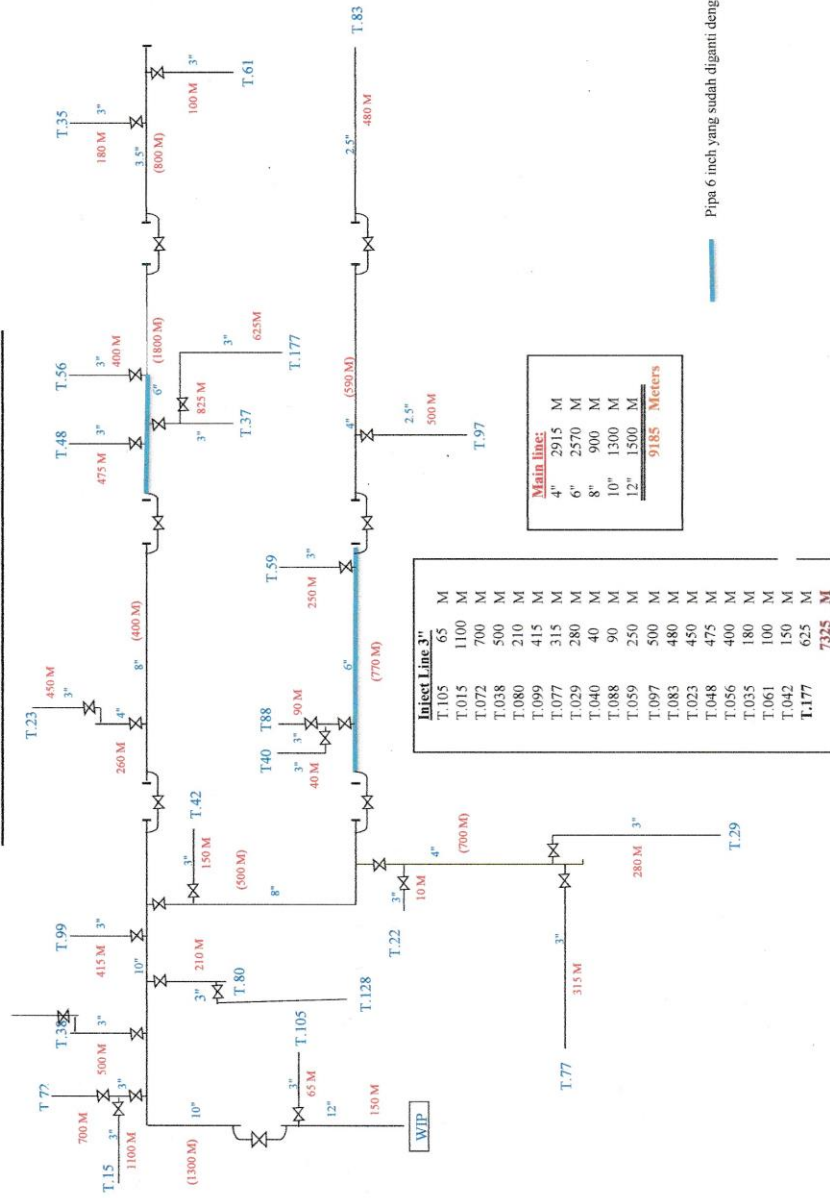 T.35
3"
180 M
3.5"
(800 M)
3"
100 M
T.61
T.56
3"
400 M
T.48
3"
475 M
6"
(1800 M)
825 M
3"
T.37
3"
625M
T.177
T.23
3"
450 M
4"
260 M
8"
(400 M)
T.99
3"
415 M
10"
T.38
3"
500 M
T 72
700 M
3"
T.15
3"
1100 M
210 M
3"
T.80
T.128
T.42
3"
150 M
(500 M)
8"
10"
(1300 M)
T.105
3"
65 M
12"
150 M
WIP
T88
90 M
3"
T40
3"
40 M
T.59
3"
250 M
6"
(770 M)
4"
(590 M)
2.5"
500 M
T.97
2.5"
480 M
T.83
T.22
3"
10 M
4"
(700 M)
3"
280 M
T.29
3"
315 M
T.77
Main line:
4" 2915 M
6" 2570 M
8" 900 M
10" 1300 M
12" 1500 M
9185 Meters
Inject Line 3"
T.105 65 M
T.015 1100 M
T.072 700 M
T.038 500 M
T.080 210 M
T.099 415 M
T.077 315 M
T.029 280 M
T.040 40 M
T.088 90 M
T.059 250 M
T.097 500 M
T.083 480 M
T.023 450 M
T.048 475 M
T.056 400 M
T.035 180 M
T.061 100 M
T.042 150 M
T.177 625 M
7325 M
Pipa 6 inch yang sudah diganti deng